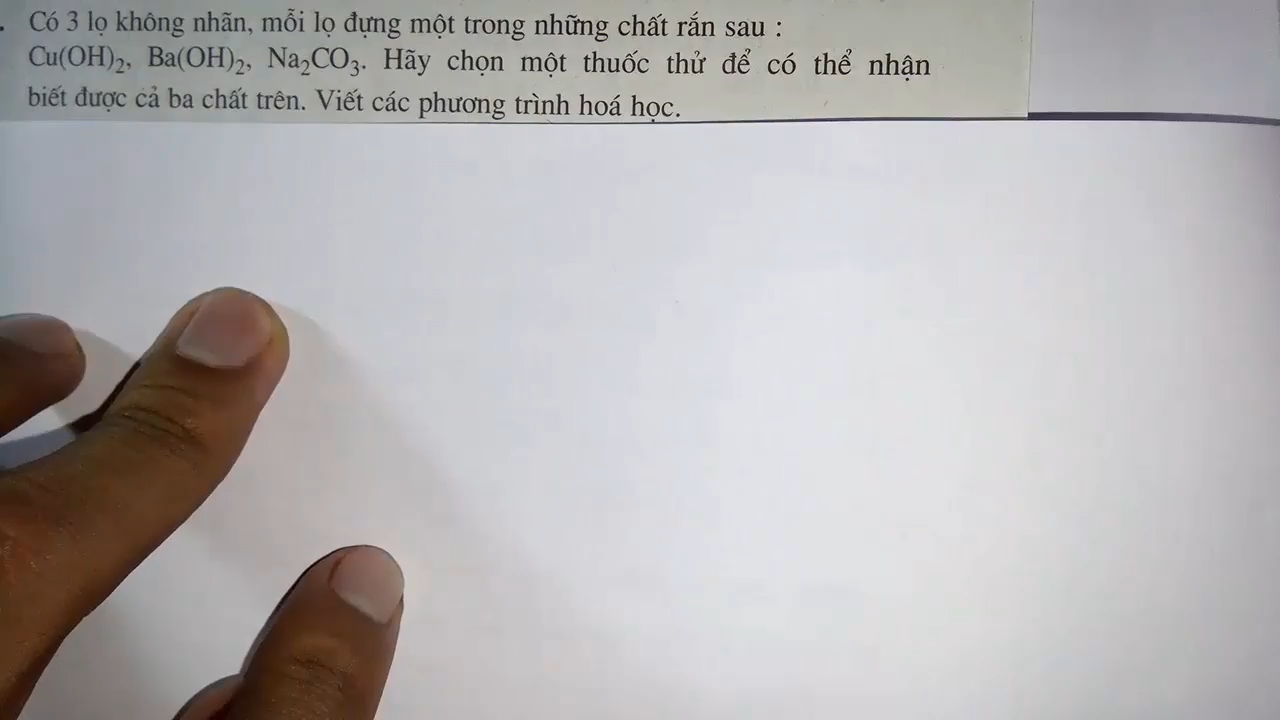 . Có 3 lọ không nhãn, mỗi lọ đựng một trong những chất rắn sau :
Cu(OH)₂, Ba(OH)₂, Na₂CO₃. Hãy chọn một thuốc thử để có thể nhận
biết được cả ba chất trên. Viết các phương trình hoá học.